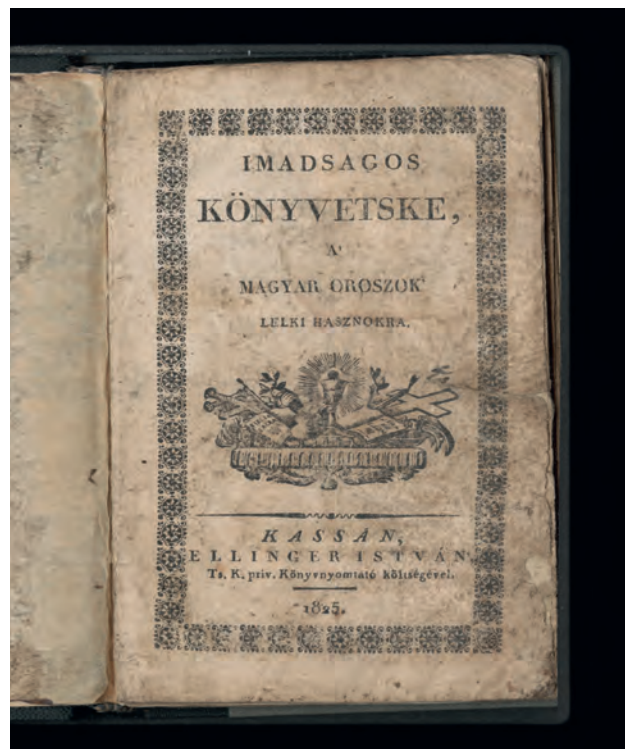 IMADSAGOS
KÖNYVETSKE,
A'
MAGYAR OROSZOK'
LELKI HASZNOKRA.
KASSÁN,
ELLINGER ISTVÁN,
Ts. K. priv. Könyvnyomtató költségével.
1825.